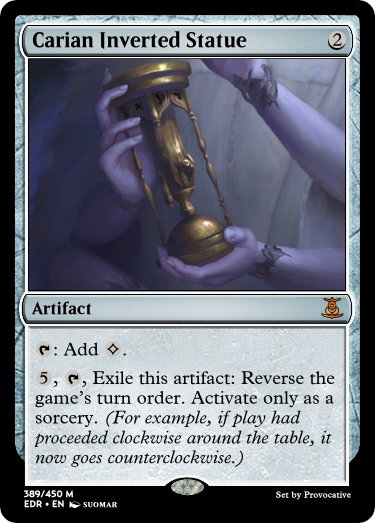 Carian Inverted Statue 2
Artifact
: Add .
5, , Exile this artifact: Reverse the
game's turn order. Activate only as a
sorcery. (For example, if play had
proceeded clockwise around the table, it
now goes counterclockwise.)
389/450 M
EDR • EN SUOMAR
Set by Provocative